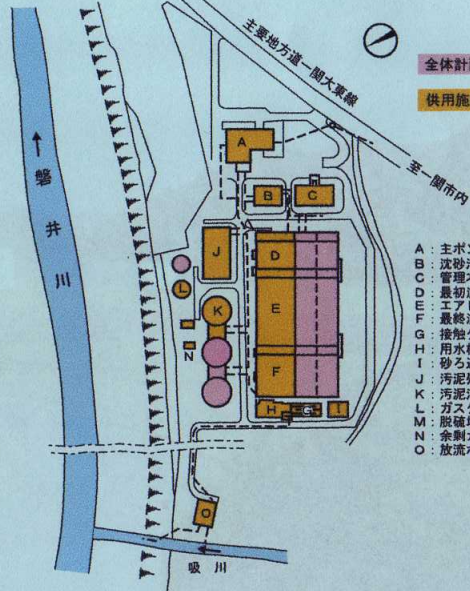 主要地方道一関大東線
至一関市内
全体計
供用施
磐井川
吸川
A
B
C
D
E
F
G
H
I
J
K
L
N
O
A：主ポン
B：沈砂
C：管理
D：最初
E：エア
F：最終
G：接触
H：用水
I：砂ろ
J：汚泥
K：汚泥
L：ガス
M：脱硫
N：余剰
O：放流